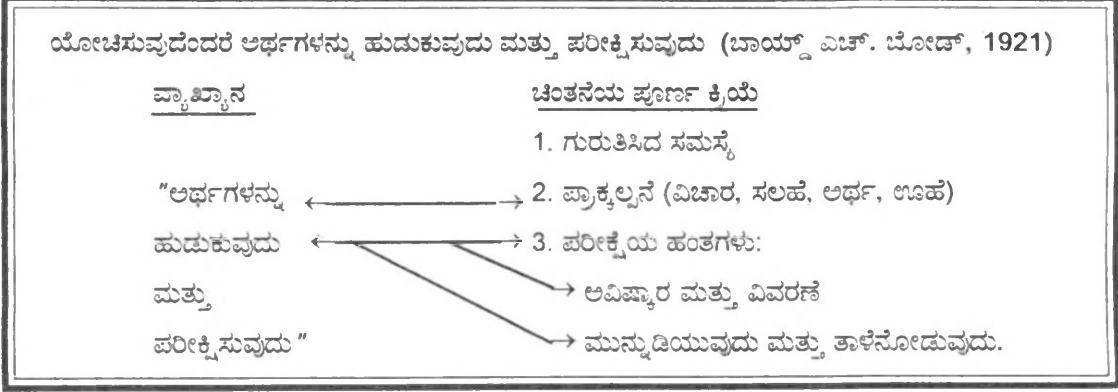 ಯೋಚಿಸುವುದೆಂದರೆ ಅರ್ಥಗಳನ್ನು ಹುಡುಕುವುದು ಮತ್ತು ಪರೀಕ್ಷಿಸುವುದು (ಬಾಯ್ಡ್ ಎಚ್. ಬೋಡ್, 1921)
ವ್ಯಾಖ್ಯಾನ ಚಿಂತನೆಯ ಪೂರ್ಣ ಕ್ರಿಯೆ
1. ಗುರುತಿಸಿದ ಸಮಸ್ಯೆ
"ಅರ್ಥಗಳನ್ನು 2. ಪ್ರಾಕ್ಕಲ್ಪನೆ (ವಿಚಾರ, ಸಲಹೆ, ಅರ್ಥ, ಊಹೆ)
ಹುಡುಕುವುದು 3. ಪರೀಕ್ಷೆಯ ಹಂತಗಳು:
ಮತ್ತು ಅವಿಷ್ಕಾರ ಮತ್ತು ವಿವರಣೆ
ಪರೀಕ್ಷಿಸುವುದು" ಮುನ್ನುಡಿಯುವುದು ಮತ್ತು ತಾಳೆನೋಡುವುದು.